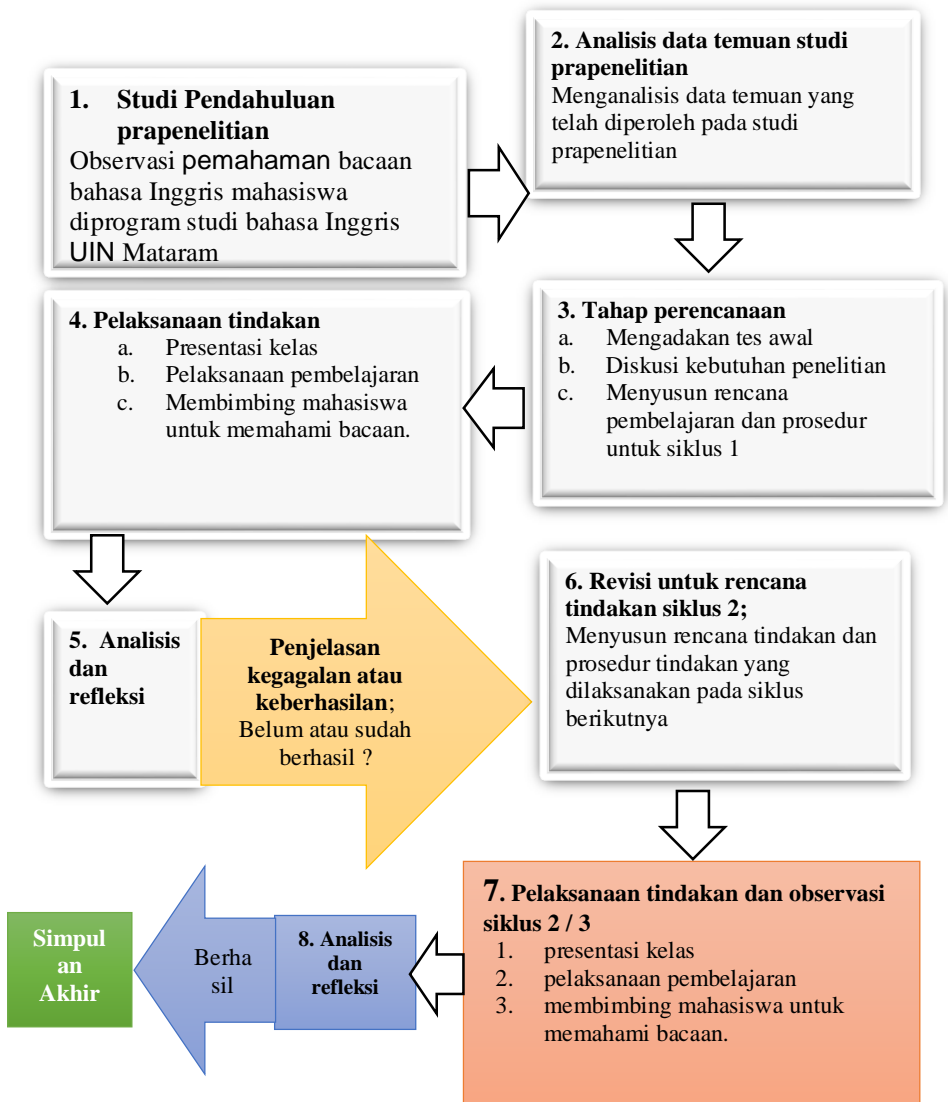 1. Studi Pendahuluan
prapenelitian
Observasi pemahaman bacaan
bahasa Inggris mahasiswa
diprogram studi bahasa Inggris
UIN Mataram
2. Analisis data temuan studi
prapenelitian
Menganalisis data temuan yang
telah diperoleh pada studi
prapenelitian
3. Tahap perencanaan
a. Mengadakan tes awal
b. Diskusi kebutuhan penelitian
c. Menyusun rencana
pembelajaran dan prosedur
untuk siklus 1
4. Pelaksanaan tindakan
a. Presentasi kelas
b. Pelaksanaan pembelajaran
c. Membimbing mahasiswa
untuk memahami bacaan.
5. Analisis
dan
refleksi
Penjelasan
kegagalan atau
keberhasilan;
Belum atau sudah
berhasil ?
6. Revisi untuk rencana
tindakan siklus 2;
Menyusun rencana tindakan dan
prosedur tindakan yang
dilaksanakan pada siklus
berikutnya
7. Pelaksanaan tindakan dan observasi
siklus 2 / 3
1. presentasi kelas
2. pelaksanaan pembelajaran
3. membimbing mahasiswa untuk
memahami bacaan.
8. Analisis
dan
refleksi
Berha
sil
Simpul
an
Akhir